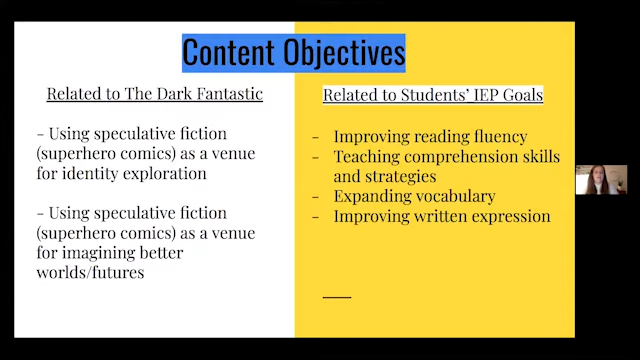 Content Objectives
Related to The Dark Fantastic
- Using speculative fiction
(superhero comics) as a venue
for identity exploration
- Using speculative fiction
(superhero comics) as a venue
for imagining better
worlds/futures
Related to Students' IEP Goals
- Improving reading fluency
- Teaching comprehension skills
and strategies
- Expanding vocabulary
- Improving written expression